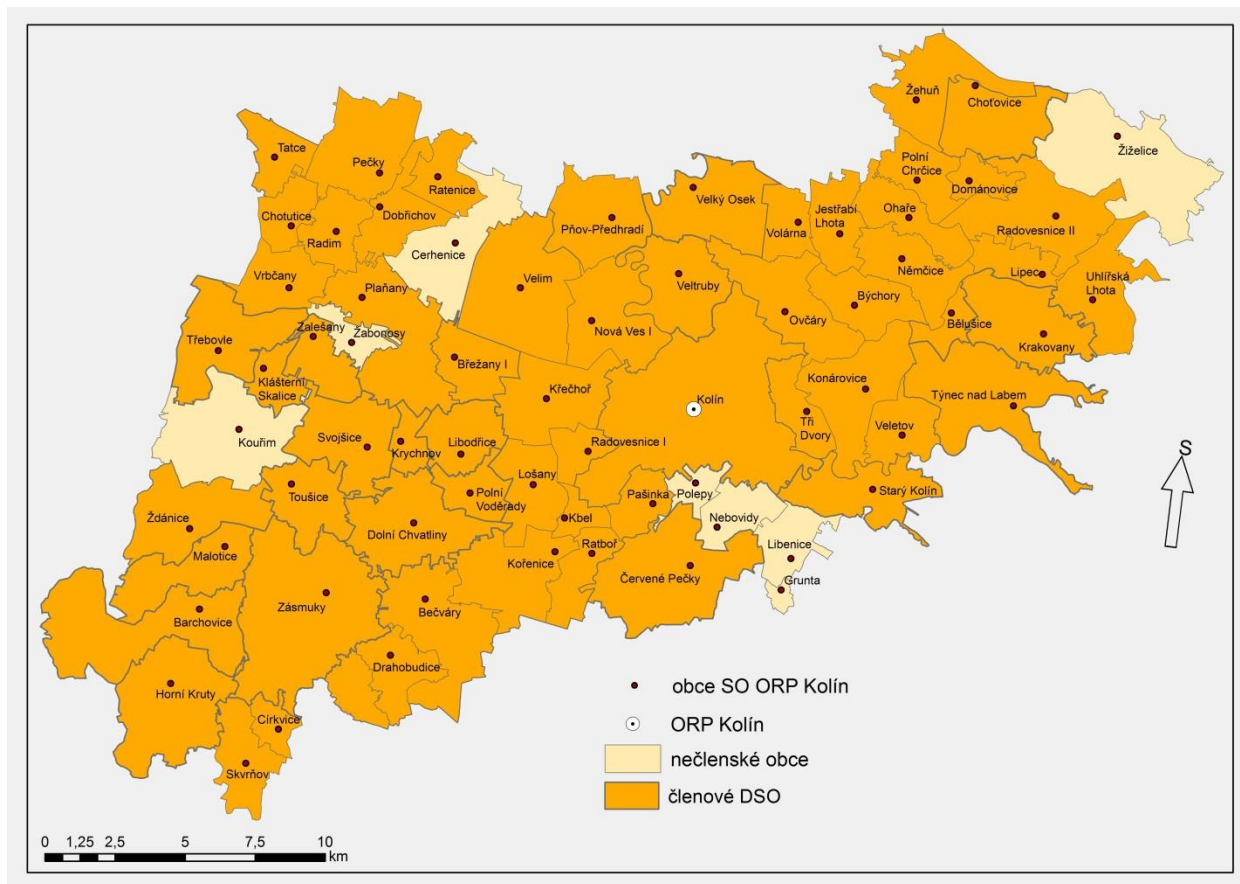 Žehuň
Choťovice
Žiželice
Tatce
Pečky
Ratenice
Polní
Chrčice
Dománovice
Velký Osek
Chotutice
Dobřichov
Radim
Pňov-Předhradí
Volárna
Jestřabí
Lhota
Ohaře
Radovesnice II
Cerhenice
Němčice
Lipec
Uhlířská
Lhota
Vrbčany
Plaňany
Velim
Veltruby
Býchory
Ovčáry
Bělušice
Nová Ves I
Krakovany
Zalešany
Žabonosy
Třebovle
Břežany I
Klášterní
Skalice
Křečhoř
Konárovice
Týnec nad Labem
Kolín
Tři
Dvory
Veletov
Kouřim
Svojšice
Krychnov
Libodřice
Radovesnice I
Lošany
Toušice
Polní
Voděrady
Pašinka
Polepy
Starý Kolín
Kbel
Nebovidy
Ždánice
Dolní Chvatliny
Malotice
Ratboř
Kořenice
Libenice
Červené Pečky
Grunta
Zásmuky
Bečváry
Barchovice
Drahobudice
Horní Kruty
Církvice
Skvrňov
S
obce SO ORP Kolín
ORP Kolín
nečlenské obce
členové DSO
0 1,25 2,5 5 7,5 10
km